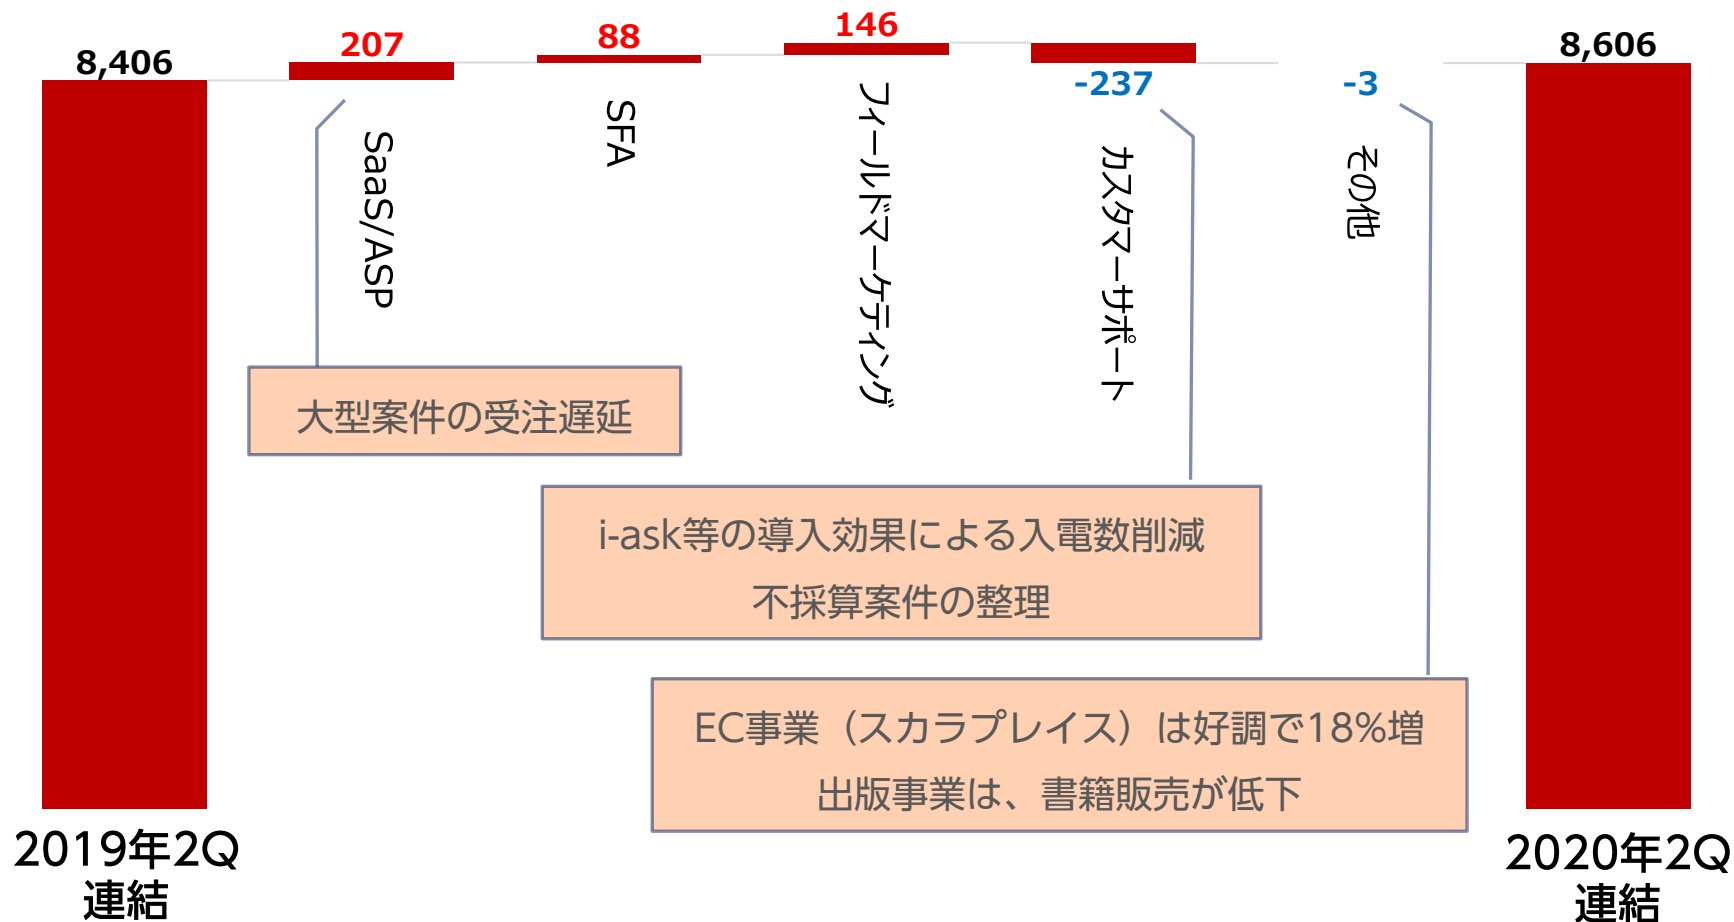 8,406
207
88
146
-237
-3
8,606
SaaS/ASP
SFA
フィールドマーケティング
カスタマーサポート
その他
大型案件の受注遅延
i-ask等の導入効果による入電数削減
不採算案件の整理
EC事業（スカラプレイス）は好調で18%増
出版事業は、書籍販売が低下
2019年2Q
連結
2020年2Q
連結